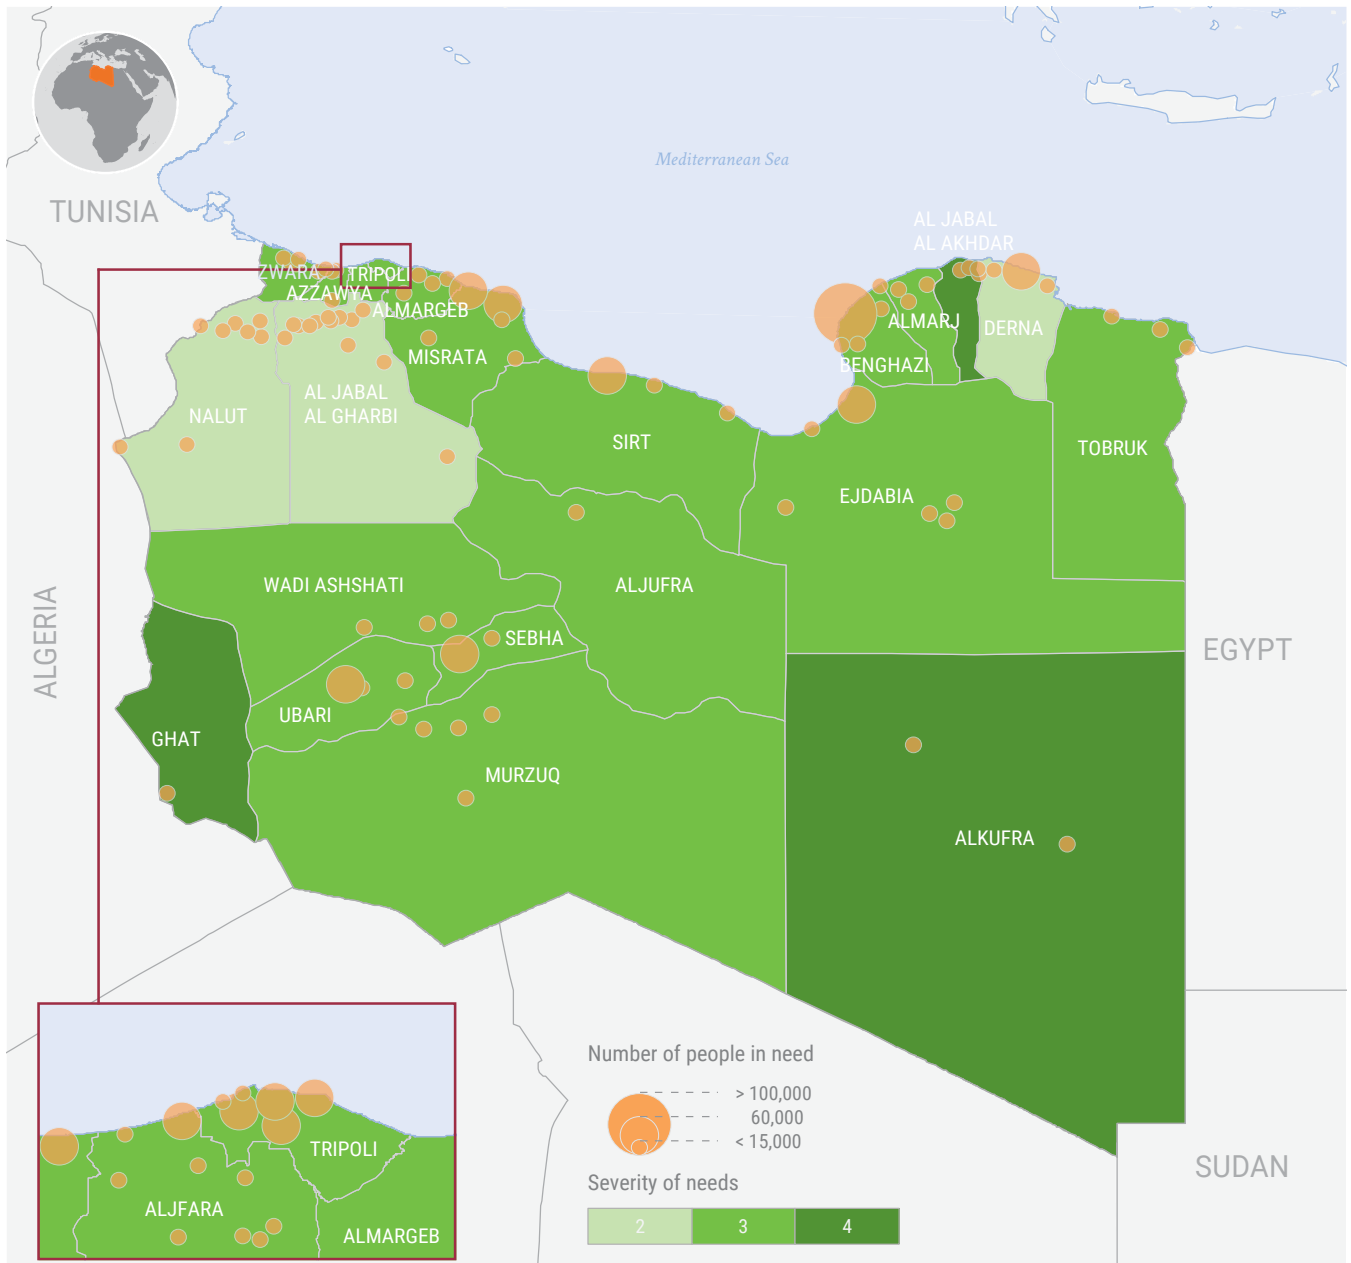 Mediterranean Sea
TUNISIA
AL JABAL
AL AKHDAR
ZWARA
TRIPOLI
AZZAWYA
ALMARGEB
ALMARJ
DERNA
MISRATA
BENGHAZI
AL JABAL
AL GHARBI
NALUT
SIRT
TOBRUK
EJDABIA
WADI ASHSHATI
ALJUFRA
ALGERIA
SEBHA
EGYPT
UBARI
GHAT
MURZUQ
ALKUFRA
Number of people in need
> 100,000
60,000
< 15,000
TRIPOLI
SUDAN
Severity of needs
ALJFARA
2
3
4
ALMARGEB